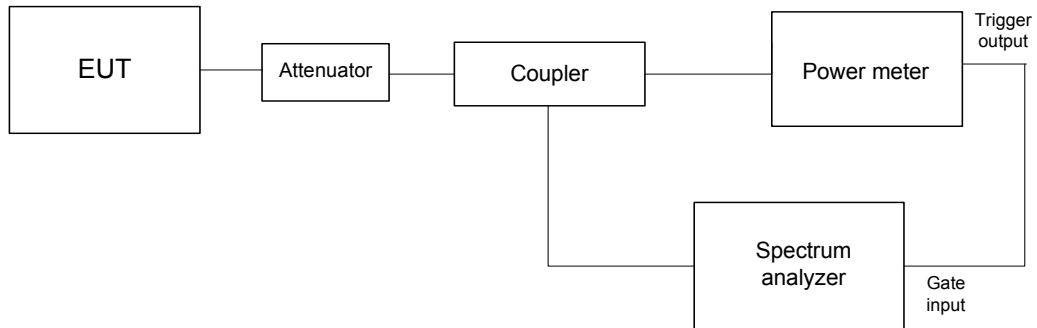 EUT
Attenuator
Coupler
Power meter
Trigger
output
Spectrum
analyzer
Gate
input